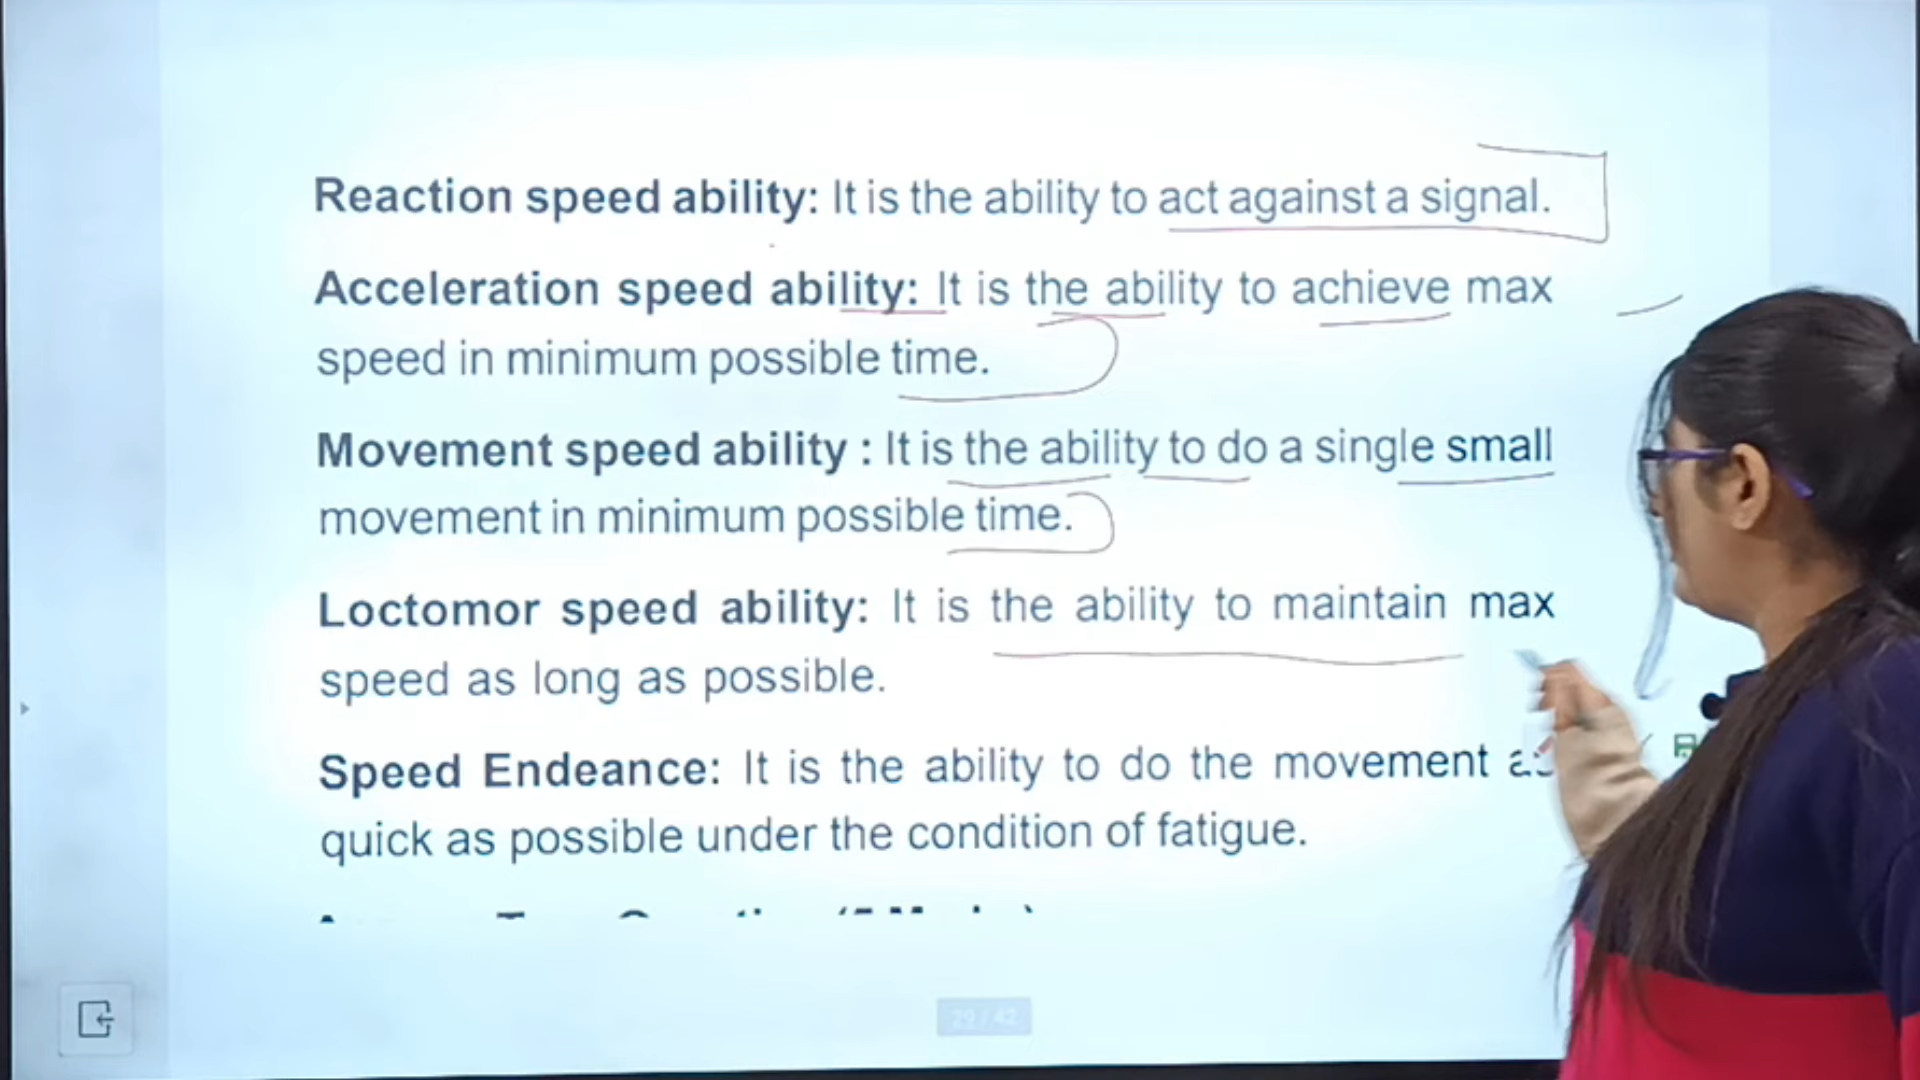 Reaction speed ability: It is the ability to act against a signal.
Acceleration speed ability: It is the ability to achieve max
speed in minimum possible time.
Movement speed ability : It is the ability to do a single small
movement in minimum possible time.
Loctomor speed ability: It is the ability to maintain max
speed as long as possible.
Speed Endeance: It is the ability to do the movement as
quick as possible under the condition of fatigue.
29 / 42